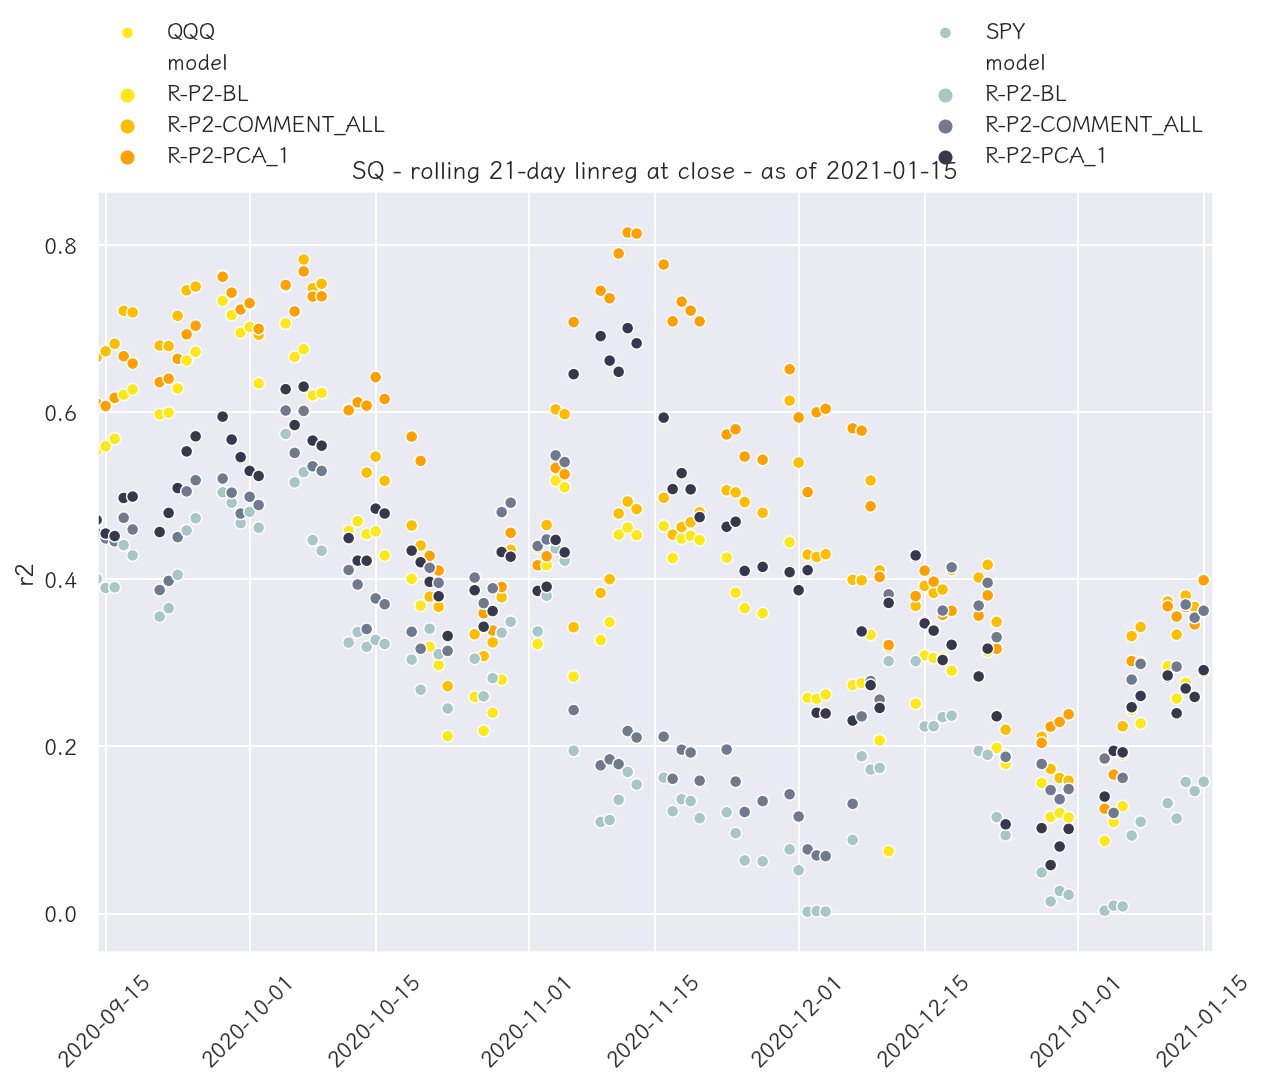 QQQ
model
R-P2-BL
R-P2-COMMENT_ALL
R-P2-PCA_1
SPY
model
R-P2-BL
R-P2-COMMENT_ALL
R-P2-PCA_1
SQ - rolling 21-day linreg at close - as of 2021-01-15
0.8
0.6
0.4
0.2
0.0
r2
2020-09-15
2020-10-01
2020-10-15
2020-11-01
2020-11-15
2020-12-01
2020-12-15
2021-01-01
2021-01-15